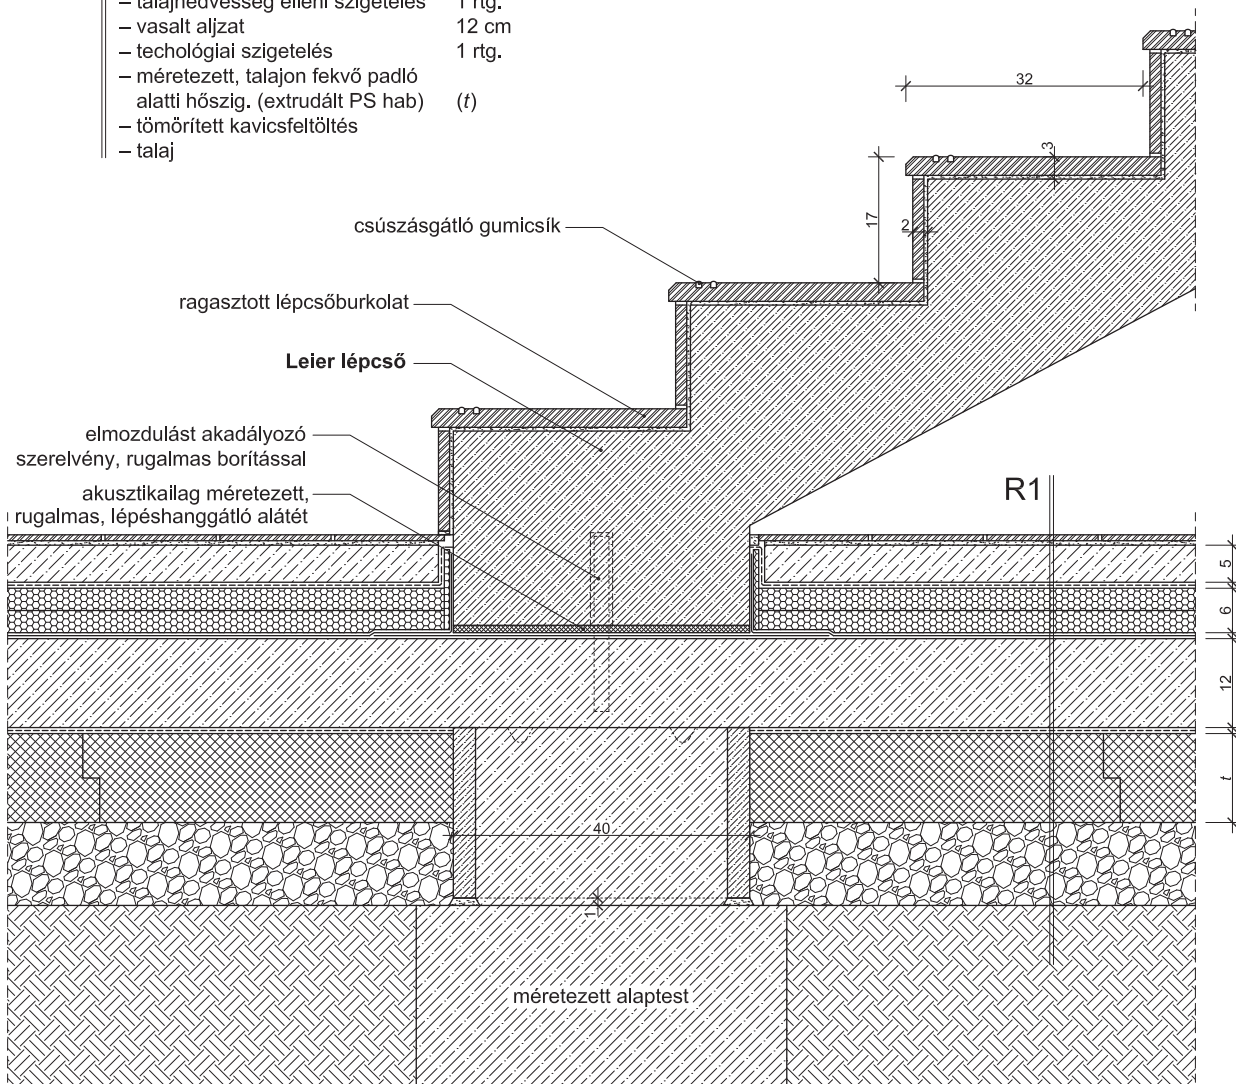 – talajnedvesség elleni szigetelés 1 rtg.
– vasalt aljzat 12 cm
– techológiai szigetelés 1 rtg.
– méretezett, talajon fekvő padló
alatti hőszig. (extrudált PS hab) (t)
– tömörített kavicsfeltöltés
– talaj
32
3
17
2
csúszásgátló gumicsík
ragasztott lépcsőburkolat
Leier lépcső
elmozdulást akadályozó
szerelvény, rugalmas borítással
akusztikailag méretezett,
rugalmas, lépéshanggátló alátét
R1
5
6
12
t
40
1
méretezett alaptest